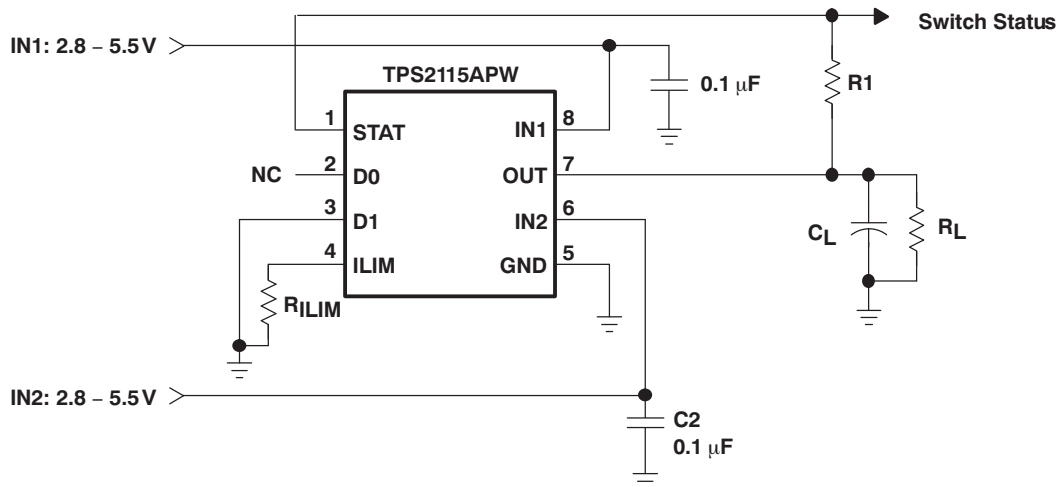 Switch Status
IN1: 2.8 – 5.5V
TPS2115APW
0.1 μF
R1
1
STAT
IN1
8
NC
2
D0
OUT
7
3
D1
IN2
6
CL
RL
4
ILIM
GND
5
RILIM
IN2: 2.8 – 5.5V
C2
0.1 μF